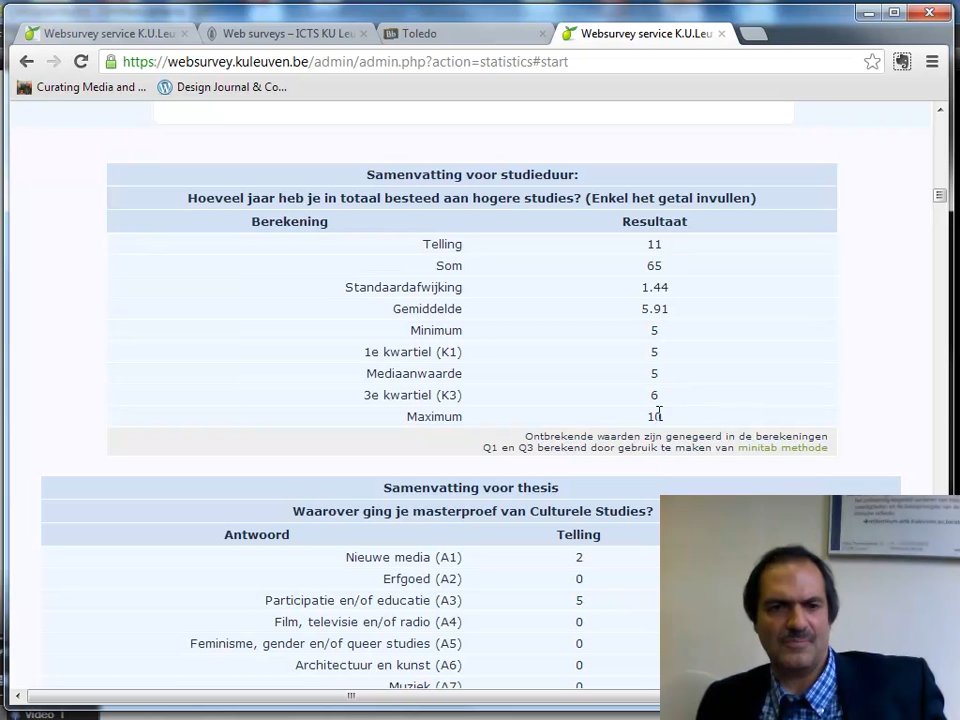 Websurvey service K.U.Leu
Web surveys – ICTS KU Leu
Toledo
Websurvey service K.U.Leu
https://websurvey.kuleuven.be/admin/admin.php?action=statistics#start
Curating Media and ...
Design Journal & Co...
Samenvatting voor studieduur:
Hoeveel jaar heb je in totaal besteed aan hogere studies? (Enkel het getal invullen)
Berekening Resultaat
Telling 11
Som 65
Standaardafwijking 1.44
Gemiddelde 5.91
Minimum 5
1e kwartiel (K1) 5
Mediaanwaarde 5
3e kwartiel (K3) 6
Maximum 10
Ontbrekende waarden zijn genegeerd in de berekeningen
Q1 en Q3 berekend door gebruik te maken van minitab methode
Samenvatting voor thesis
Waarover ging je masterproef van Culturele Studies?
Antwoord Telling
Nieuwe media (A1) 2
Erfgoed (A2) 0
Participatie en/of educatie (A3) 5
Film, televisie en/of radio (A4) 0
Feminisme, gender en/of queer studies (A5) 0
Architectuur en kunst (A6) 0
Muziek (A7) 0
Video 1